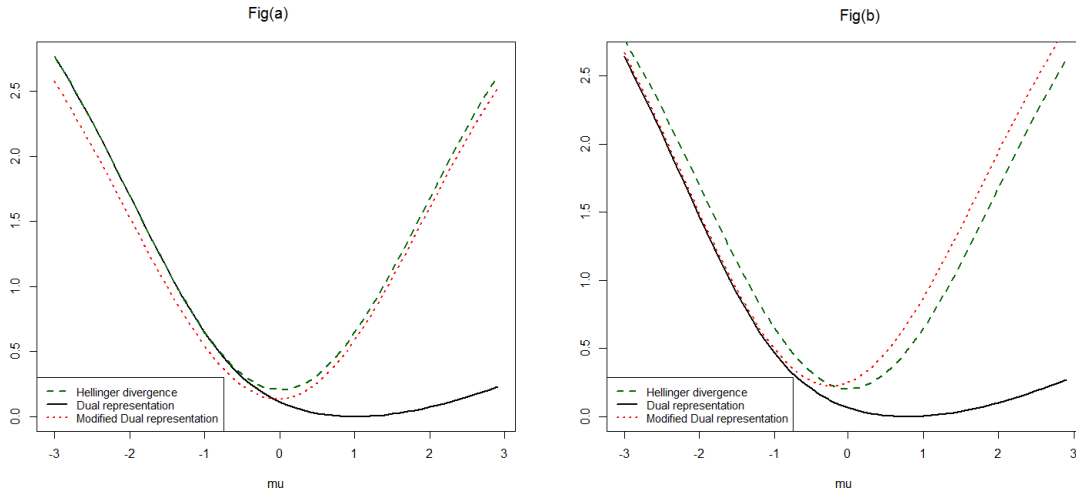 Fig(a)
2.5
2.0
1.5
1.0
0.5
0.0
Hellinger divergence
Dual representation
Modified Dual representation
-3 -2 -1 0 1 2 3
mu
Fig(b)
2.5
2.0
1.5
1.0
0.5
0.0
Hellinger divergence
Dual representation
Modified Dual representation
-3 -2 -1 0 1 2 3
mu